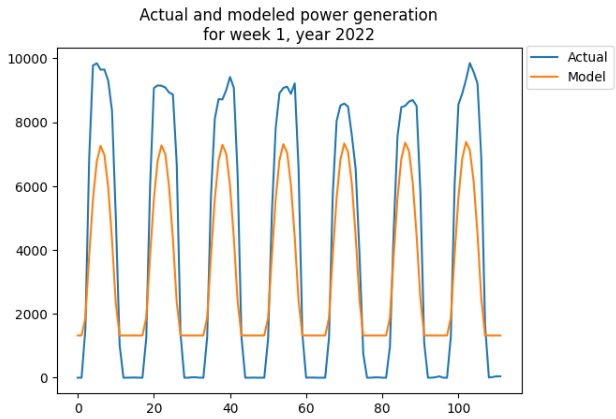 Actual and modeled power generation
for week 1, year 2022
Actual
Model
10000
8000
6000
4000
2000
0
0 20 40 60 80 100